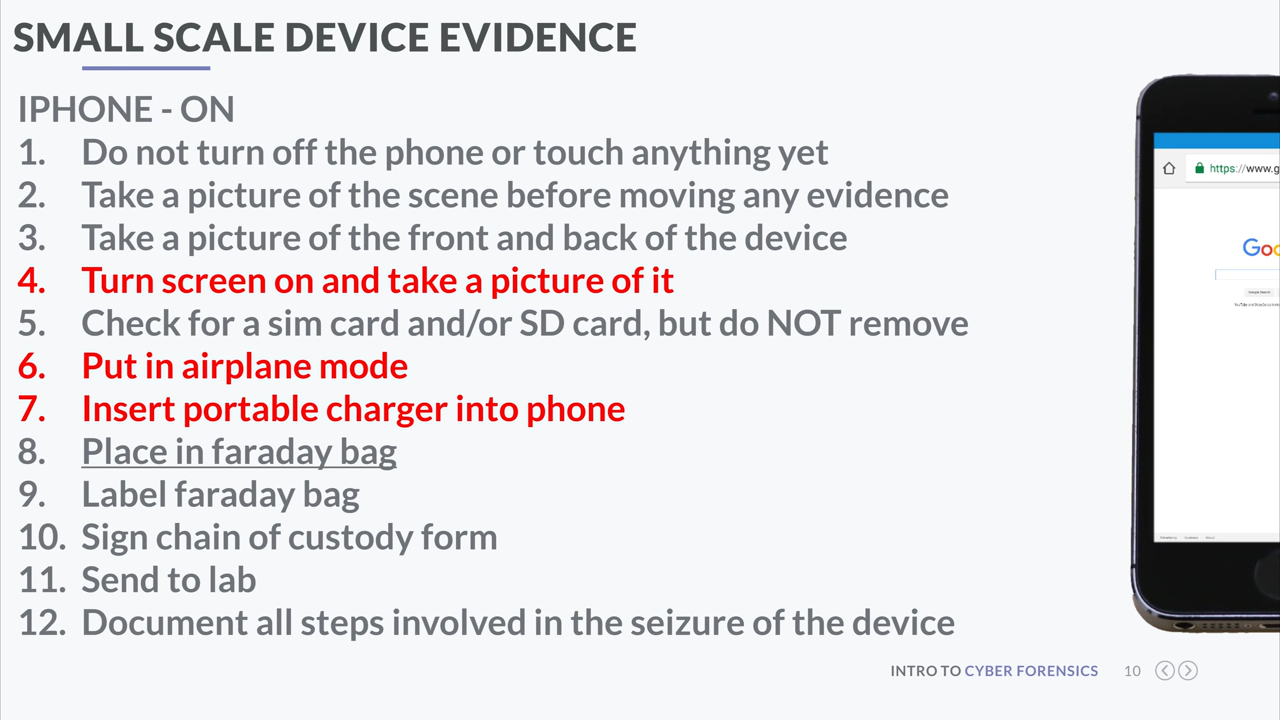 SMALL SCALE DEVICE EVIDENCE
IPHONE - ON
1. Do not turn off the phone or touch anything yet
2. Take a picture of the scene before moving any evidence
3. Take a picture of the front and back of the device
4. Turn screen on and take a picture of it
5. Check for a sim card and/or SD card, but do NOT remove
6. Put in airplane mode
7. Insert portable charger into phone
8. Place in faraday bag
9. Label faraday bag
10. Sign chain of custody form
11. Send to lab
12. Document all steps involved in the seizure of the device
https://www.g
Goo
Google Search
INTRO TO CYBER FORENSICS 10